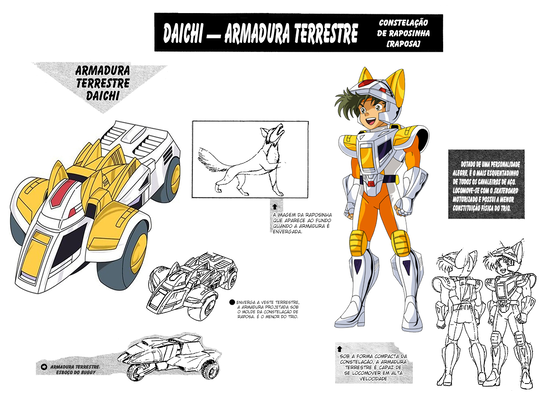 DAICHI — ARMADURA TERRESTRE
CONSTELAÇÃO
DE RAPOSINHA
(RAPOSA)
ARMADURA
TERRESTRE
DAICHI
DOTADO DE UMA PERSONALIDADE
ALEGRE, É O MAIS ESQUENTADINHO
DE TODOS OS CAVALEIROS DE AÇO.
LOCOMOVE-SE COM O SKATEBOARD
MOTORIZADO E POSSUI A MENOR
CONSTITUIÇÃO FÍSICA DO TRIO.
A IMAGEM DA RAPOSINHA
QUE APARECE AO FUNDO
QUANDO A ARMADURA É
ENVERGADA.
ENVERGA A VESTE TERRESTRE,
A ARMADURA PROJETADA SOB
O MOLDE DA CONSTELAÇÃO DE
RAPOSA. É O MENOR DO TRIO.
SOB A FORMA COMPACTA DA
CONSTELAÇÃO, A ARMADURA
TERRESTRE É CAPAZ DE
SE LOCOMOVER EM ALTA
VELOCIDADE
ARMADURA TERRESTRE:
ESBOÇO DO BUGGY